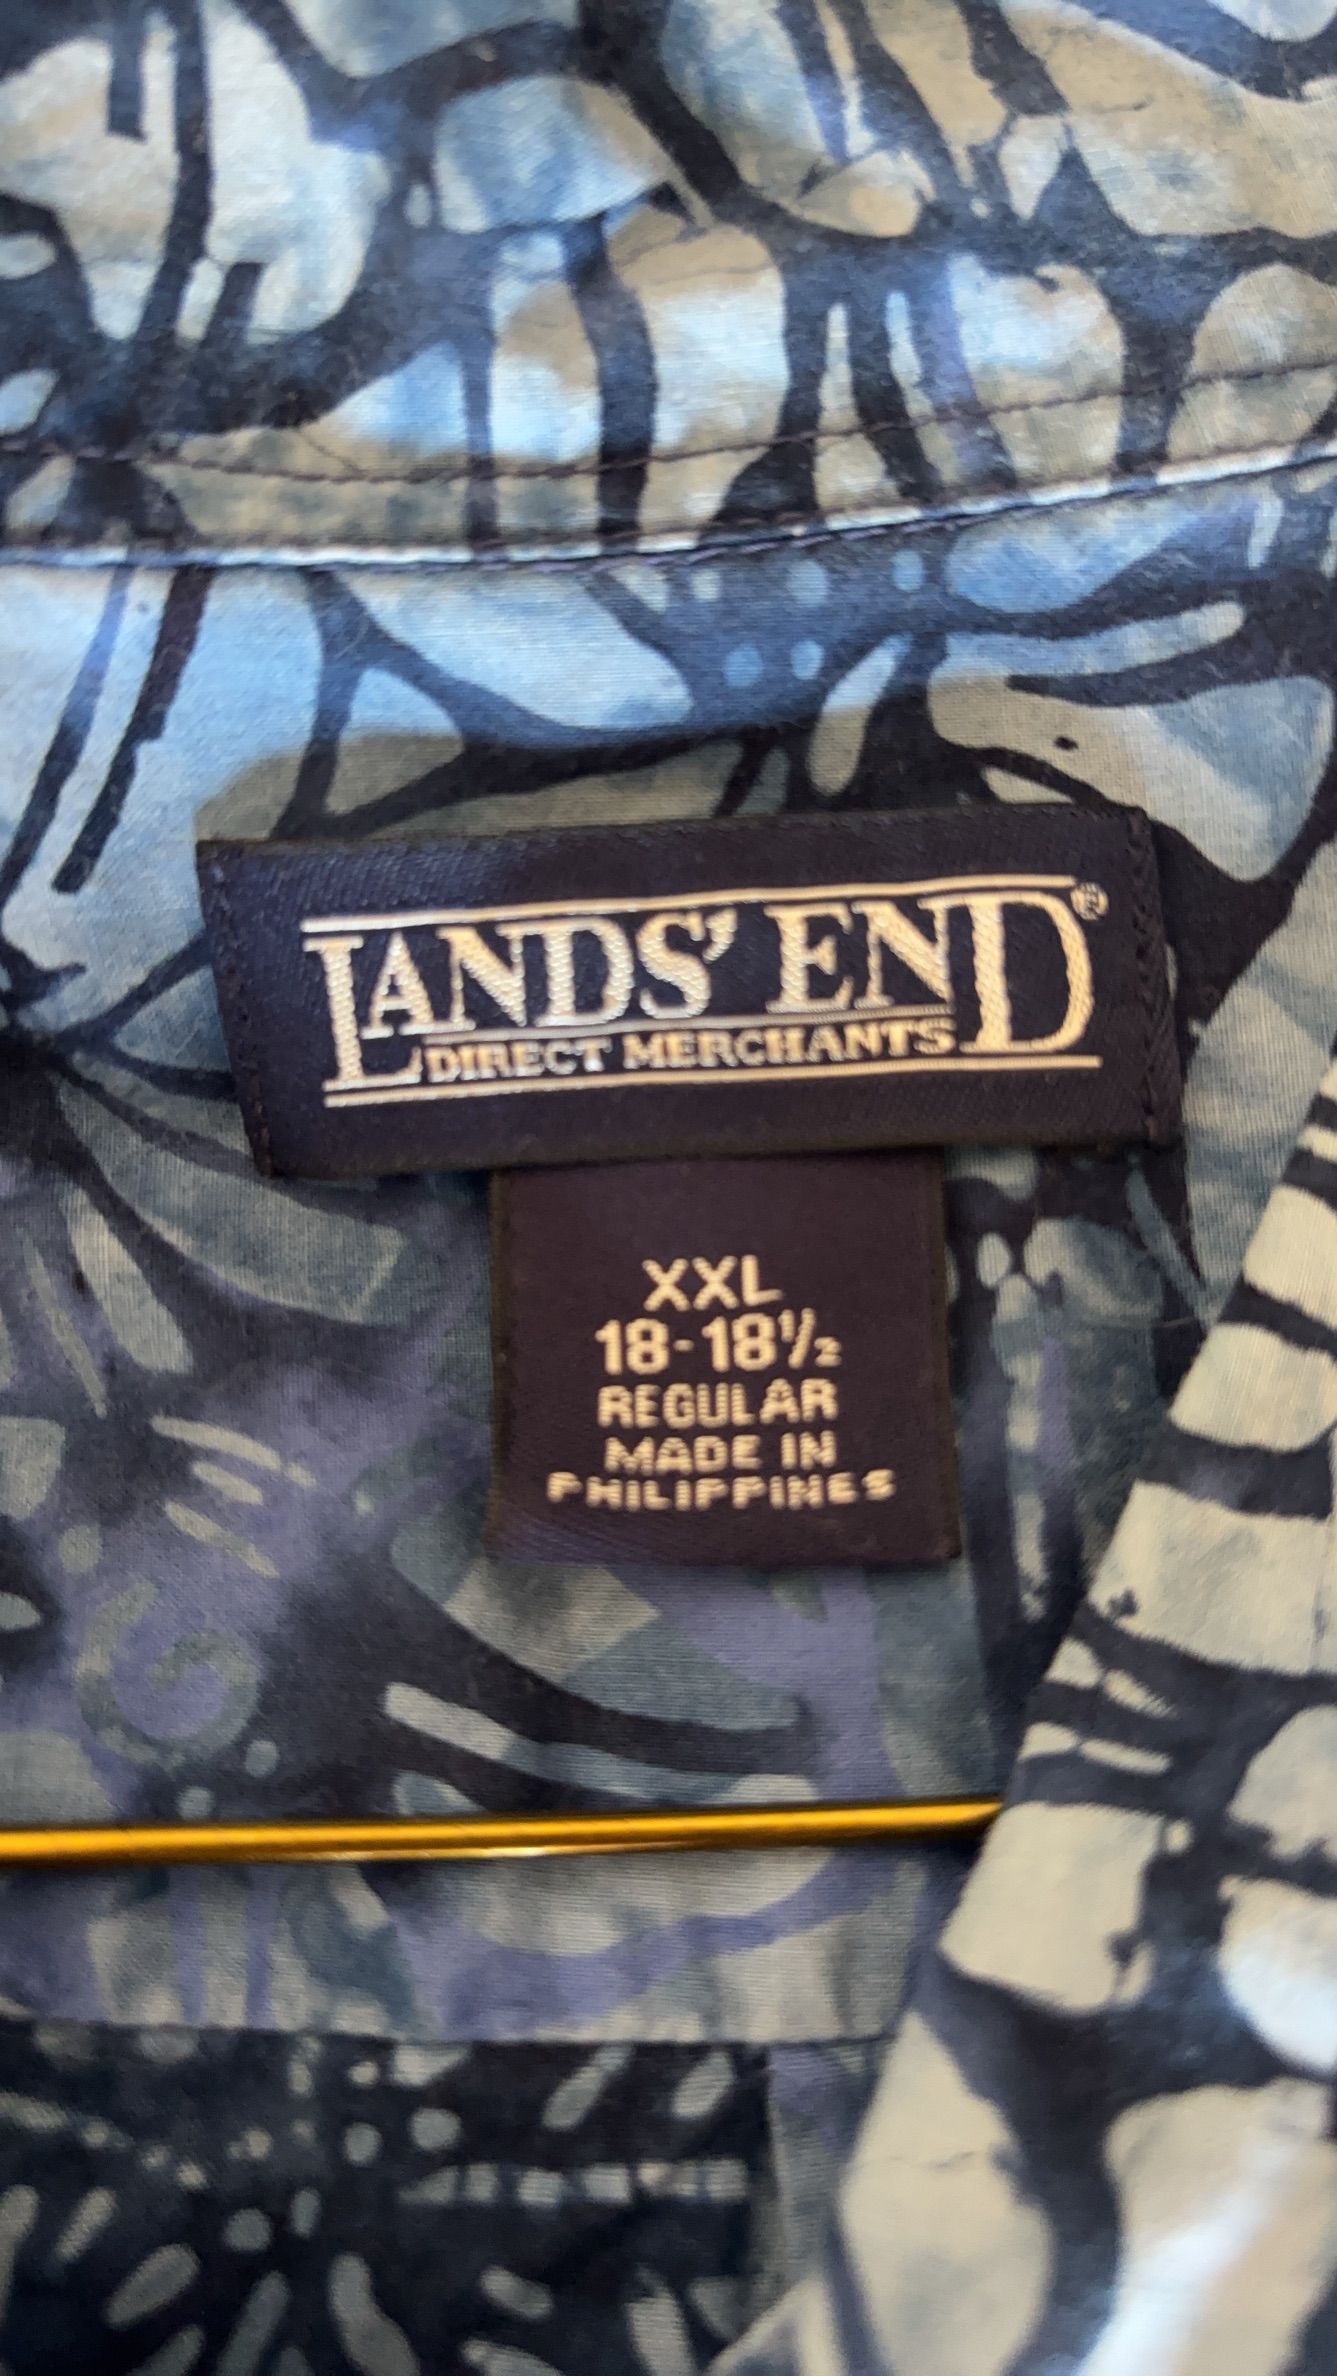 LANDS' END®
DIRECT MERCHANTS
XXL
18-18½
REGULAR
MADE IN
PHILIPPINES